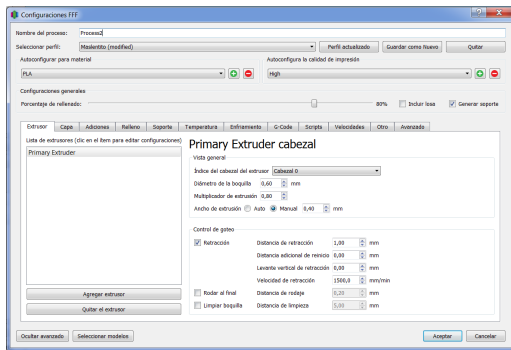 Configuraciones FFF
Nombre del proceso: Process2
Seleccionar perfil: Maslentito (modified) Perfil actualizado Guardar como Nuevo Quitar
Autoconfigurar para material Autoconfigura la calidad de impresión
PLA High
Configuraciones generales
Porcentaje de rellenado: 80% Incluir losa Generar soporte
Extrusor Capa Adiciones Relleno Soporte Temperatura Enfriamiento G-Code Scripts Velocidades Otro Avanzado
Lista de extrusores (clic en el ítem para editar configuraciones)
Primary Extruder
Agregar extrusor
Quitar el extrusor
Primary Extruder cabezal
Vista general
Índice del cabezal del extrusor Cabezal 0
Diámetro de la boquilla 0,60 mm
Multiplicador de extrusión 0,80
Ancho de extrusión Auto Manual 0,40 mm
Control de goteo
Retracción Distancia de retracción 1,00 mm
Distancia adicional de reinicio 0,00 mm
Levante vertical de retracción 0,00 mm
Velocidad de retracción 1500,0 mm/min
Rodar al final Distancia de rodaje 0,20 mm
Limpiar boquilla Distancia de limpieza 5,00 mm
Ocultar avanzado Seleccionar modelos Aceptar Cancelar